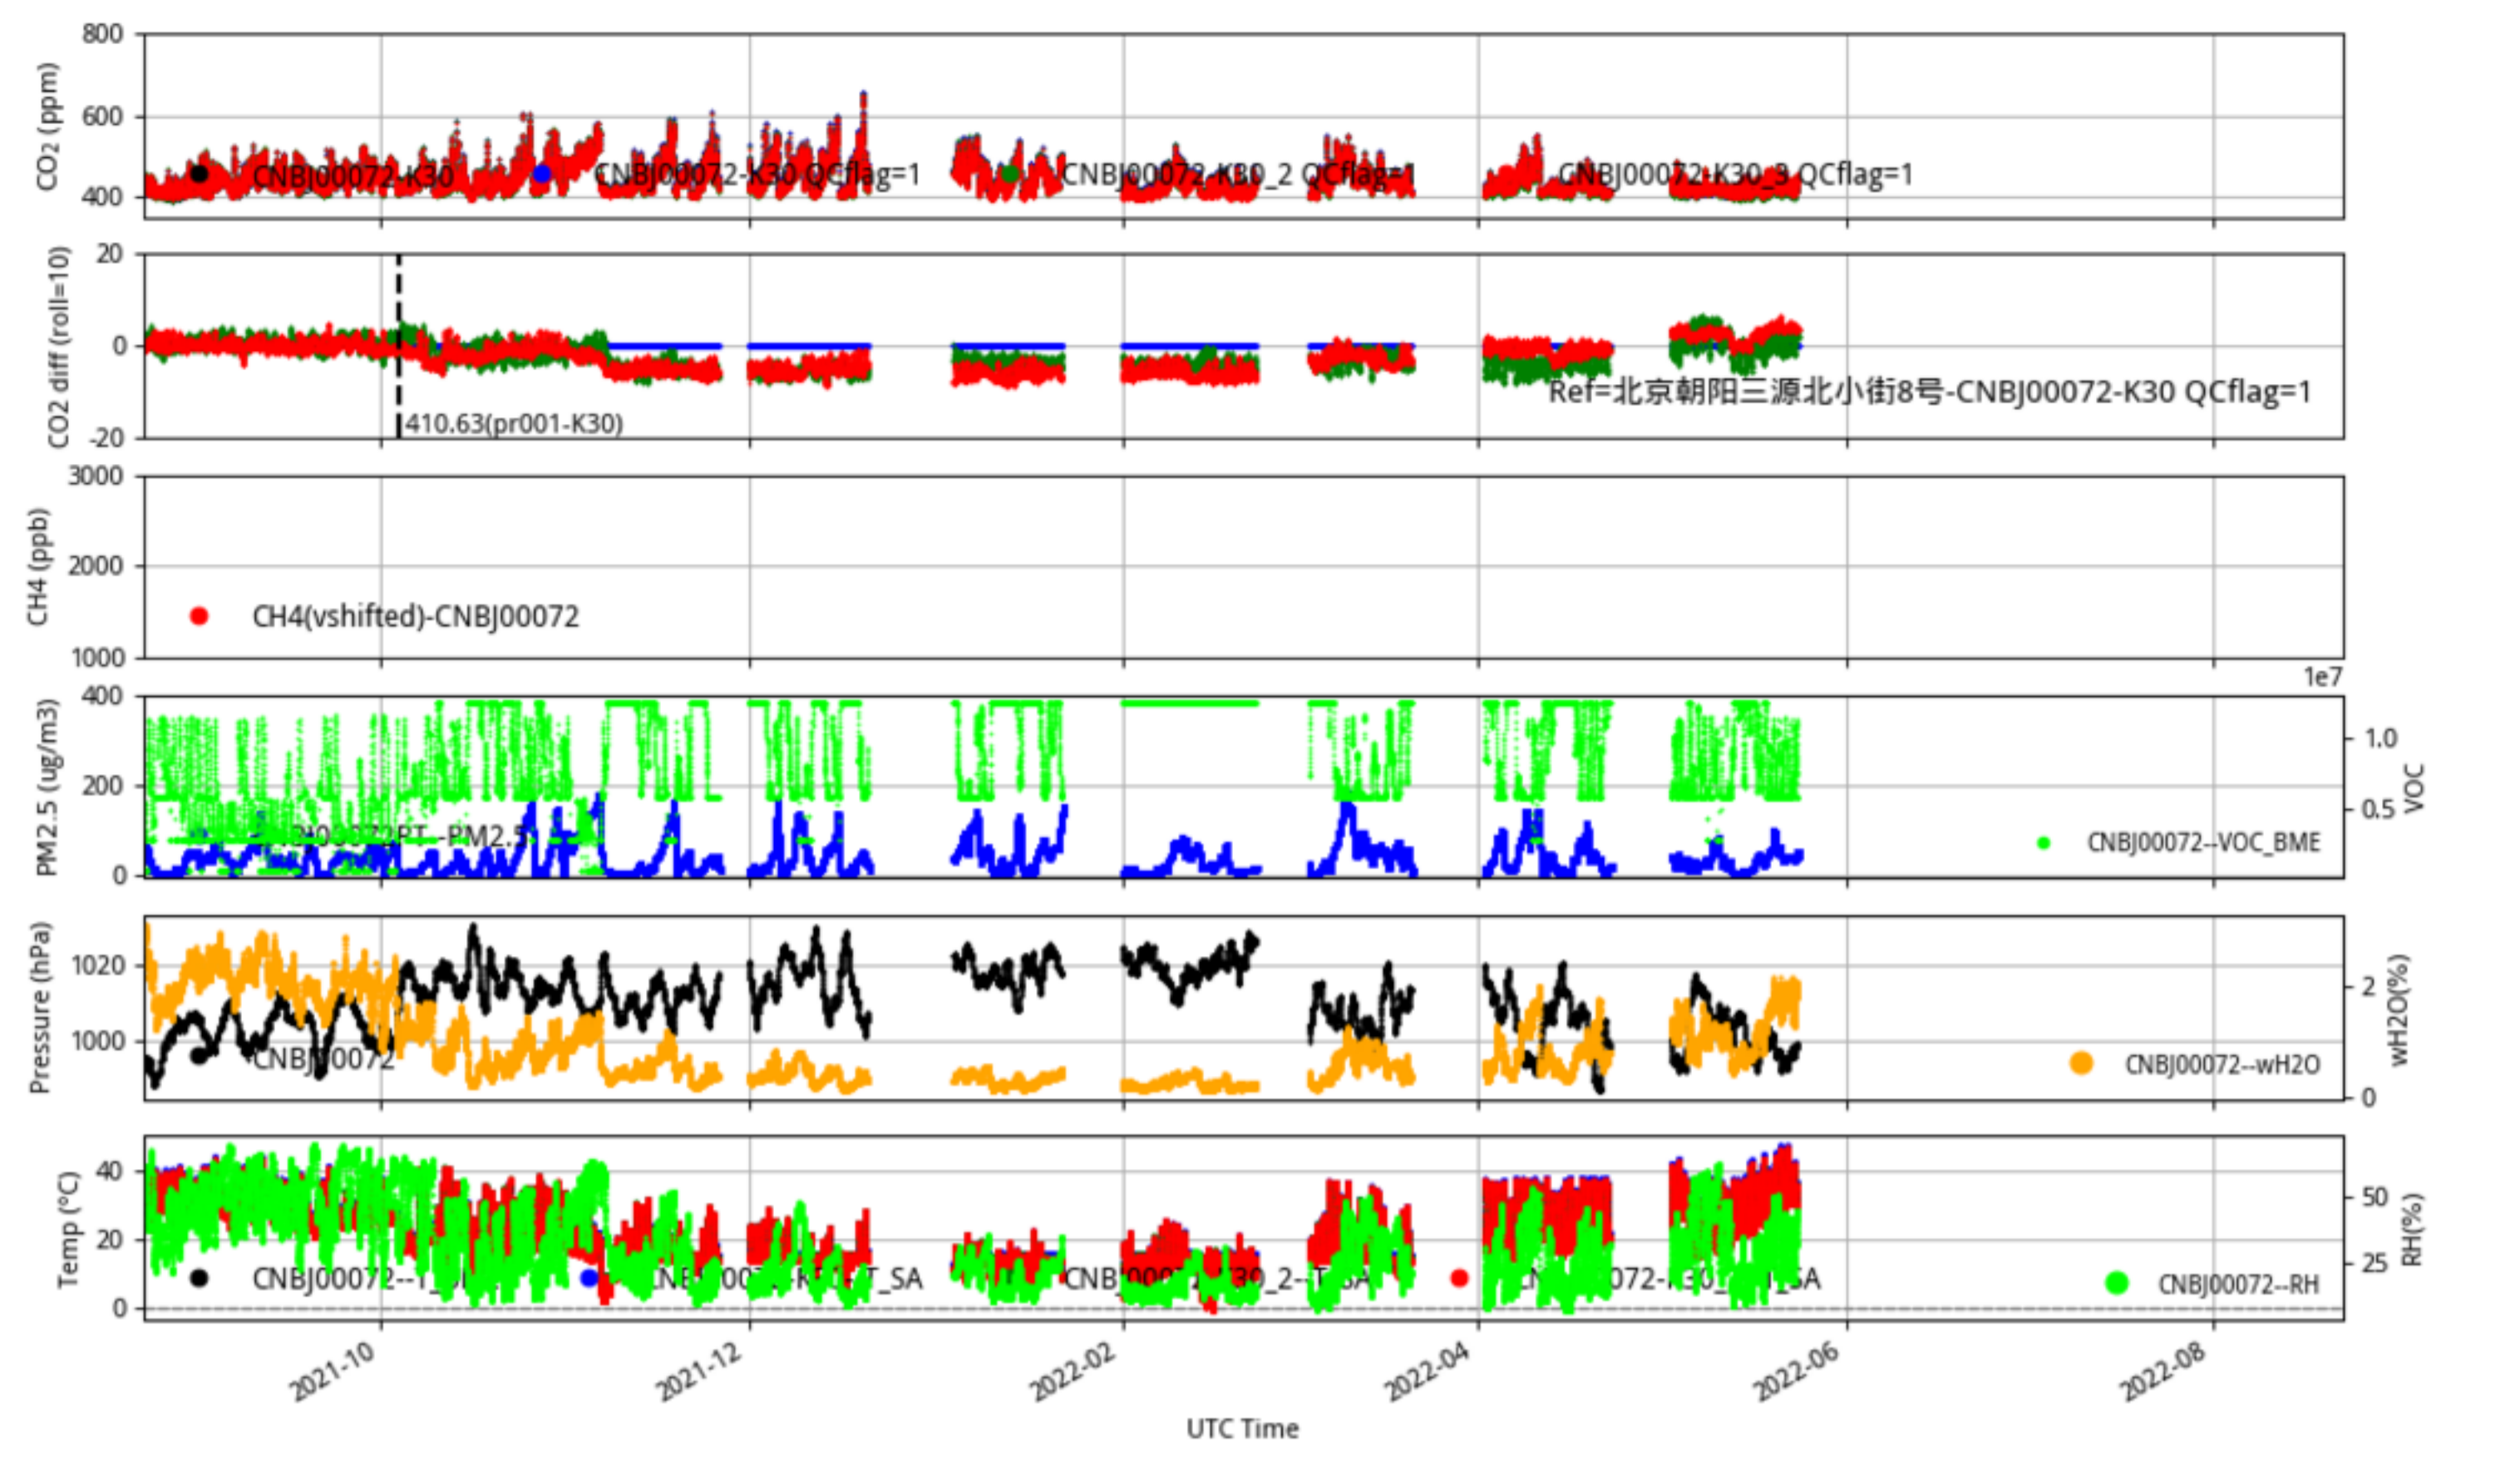 800
600
400
CO2 (ppm)
CNBJ00072-K30
CNBJ00072-K30 QCflag=1
CNBJ00072-K30_2 QCflag=1
CNBJ00072-K30_3 QCflag=1
20
0
-20
CO2 diff (roll=10)
410.63(pr001-K30)
Ref=北京朝阳三源北小街8号-CNBJ00072-K30 QCflag=1
3000
2000
1000
CH4 (ppb)
CH4(vshifted)-CNBJ00072
1e7
400
200
0
PM2.5 (ug/m3)
1.0
0.5
VOC
CNBJ00072--VOC_BME
1020
1000
Pressure (hPa)
CNBJ00072
2
0
wH2O(%)
CNBJ00072--wH2O
40
20
0
Temp (°C)
50
25
RH(%)
CNBJ00072--RH
2021-10
2021-12
2022-02
2022-04
2022-06
2022-08
UTC Time